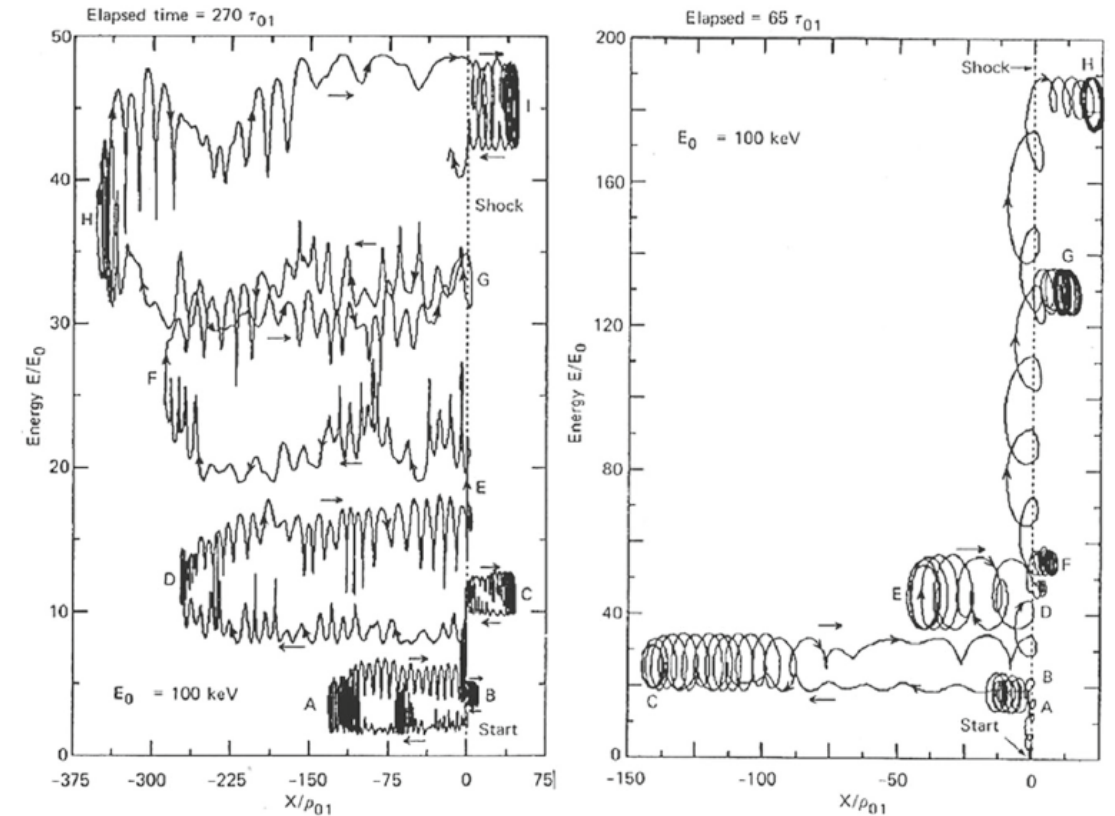 Elapsed time = 270 τ01
50
40
30
20
10
0
Energy E/E0
-375
-300
-225
-150
-75
0
75
X/ρ01
H
I
Shock
G
F
E
D
C
A
B
E0 = 100 keV
Start
Elapsed = 65 τ01
200
160
120
80
40
0
Energy E/E0
-150
-100
-50
0
X/ρ01
Shock
H
E0 = 100 keV
G
F
E
D
C
B
A
Start